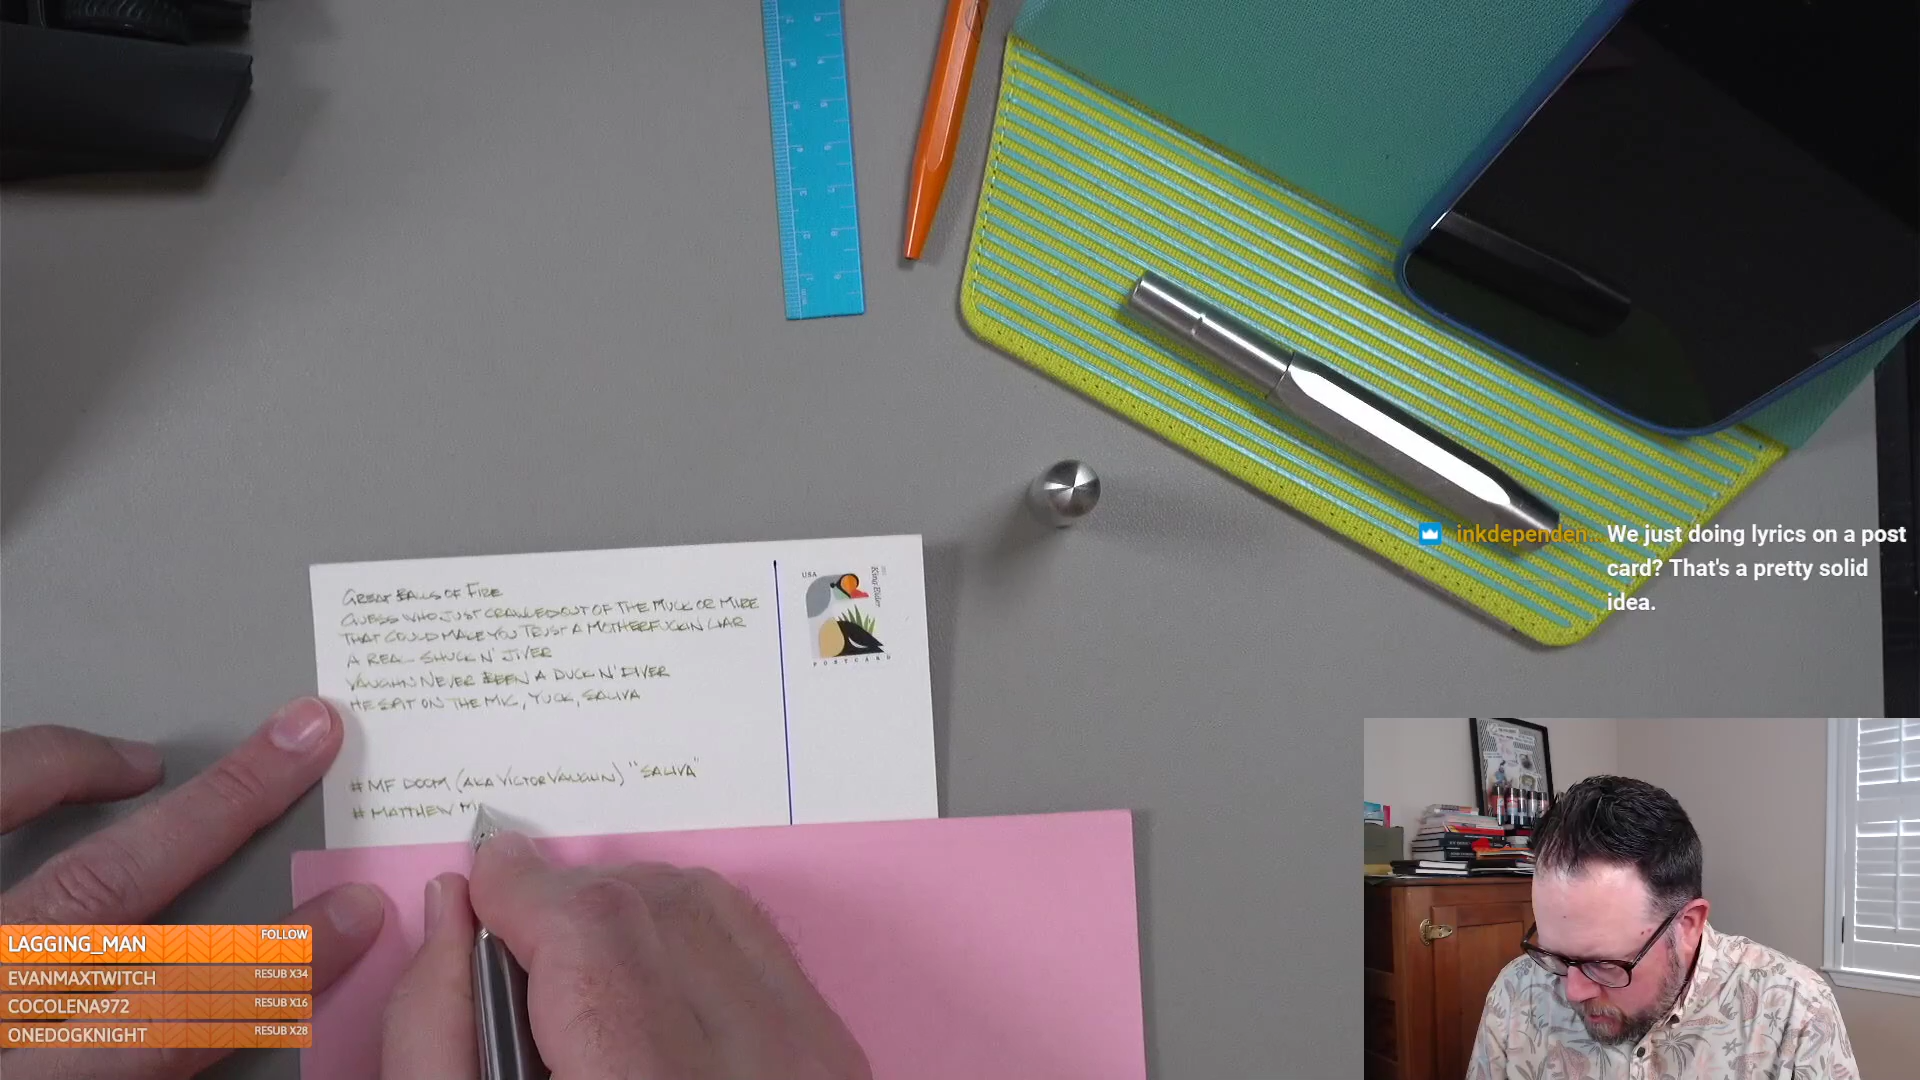 GREAT BALLS OF FIRE
GUESS WHO JUST CRAWLED OUT OF THE MUCK OR MIRE
THAT COULD MAKE YOU TRUST A MOTHERFUCKIN LIAR
A REAL SHUCK N' JIVER
VAUGHN NEVER BEEN A DUCK N' DIVER
HE SPIT ON THE MIC, YUCK, SALIVA
# MF DOOM (AKA VICTOR VAUGHN) "SALIVA"
# MATTHEW M
USA
King Eider
POSTCARD
inkdependen... We just doing lyrics on a post
card? That's a pretty solid
idea.
LAGGING_MAN FOLLOW
EVANMAXTWITCH RESUB X34
COCOLENA972 RESUB X16
ONEDOGKNIGHT RESUB X28